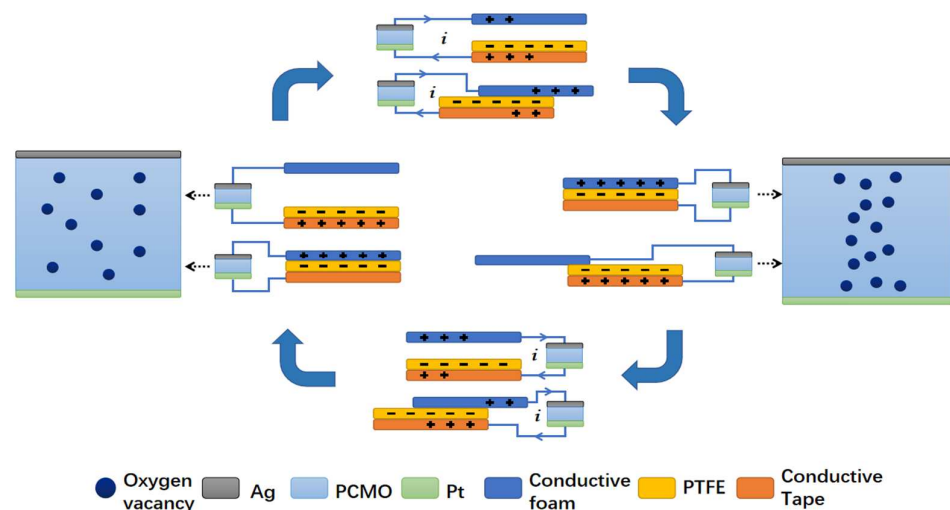 i
i
i
i
Oxygen
vacancy
Ag
PCMO
Pt
Conductive
foam
PTFE
Conductive
Tape